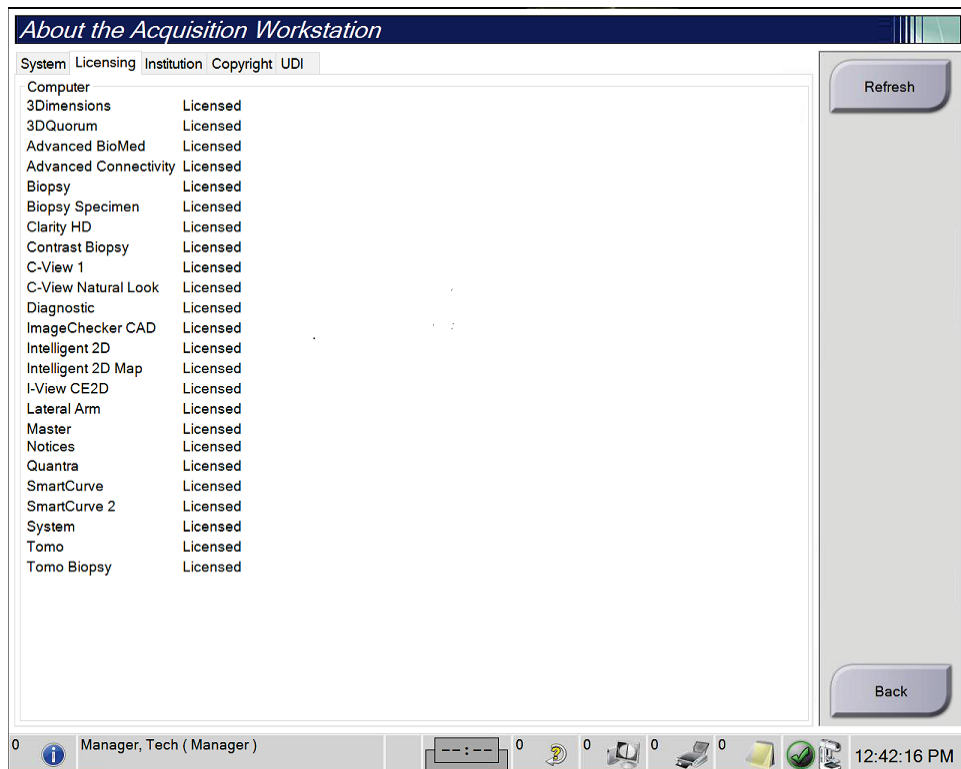 About the Acquisition Workstation
System Licensing Institution Copyright UDI
Computer
3Dimensions Licensed
3DQuorum Licensed
Advanced BioMed Licensed
Advanced Connectivity Licensed
Biopsy Licensed
Biopsy Specimen Licensed
Clarity HD Licensed
Contrast Biopsy Licensed
C-View 1 Licensed
C-View Natural Look Licensed
Diagnostic Licensed
ImageChecker CAD Licensed
Intelligent 2D Licensed
Intelligent 2D Map Licensed
I-View CE2D Licensed
Lateral Arm Licensed
Master Licensed
Notices Licensed
Quantra Licensed
SmartCurve Licensed
SmartCurve 2 Licensed
System Licensed
Tomo Licensed
Tomo Biopsy Licensed
Refresh
Back
0 Manager, Tech ( Manager ) --:-- 0 0 0 0 12:42:16 PM